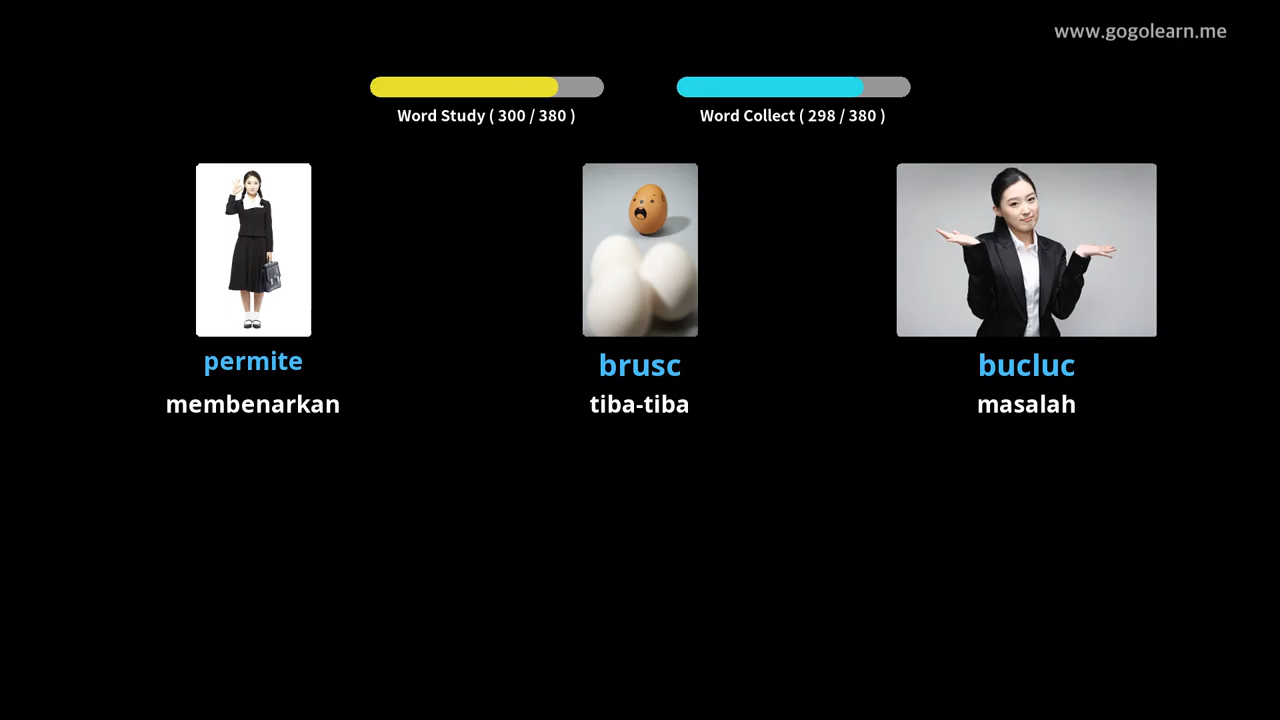 www.gogolearn.me
Word Study ( 300 / 380 )
Word Collect ( 298 / 380 )
permite
brusc
bucluc
membenarkan
tiba-tiba
masalah